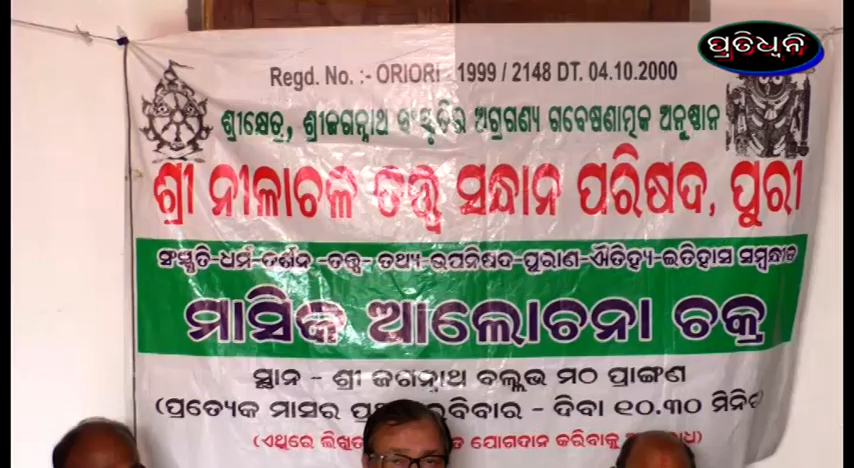 ପ୍ରତିଧ୍ୱନି
Regd. No. :- ORIORI - 1999 / 2148 DT. 04.10.2000
ଶ୍ରୀକ୍ଷେତ୍ର, ଶ୍ରୀଜଗନ୍ନାଥ ସଂସ୍କୃତିର ଅଗ୍ରଗଣ୍ୟ ଗବେଷଣାତ୍ମକ ଅନୁଷ୍ଠାନ
ଶ୍ରୀ ନୀଳାଚଳ ତତ୍ତ୍ୱ ସନ୍ଧାନ ପରିଷଦ, ପୁରୀ
ସଂସ୍କୃତି-ଧର୍ମ-ଦର୍ଶନ -ତତ୍ତ୍ୱ- ତଥ୍ୟ-ଉପନିଷଦ-ପୁରାଣ-ଐତିହ୍ୟ-ଇତିହାସ ସମ୍ବନ୍ଧୀୟ
ମାସିକ ଆଲୋଚନା ଚକ୍ର
ସ୍ଥାନ - ଶ୍ରୀ ଜଗନ୍ନାଥ ବଲ୍ଲଭ ମଠ ପ୍ରାଙ୍ଗଣ
(ପ୍ରତ୍ୟେକ ମାସର ରବିବାର - ଦିବା ୧୦.୩୦ ମିନିଟ
(ଏଥିରେ ଯୋଗଦାନ କରିବାକୁ